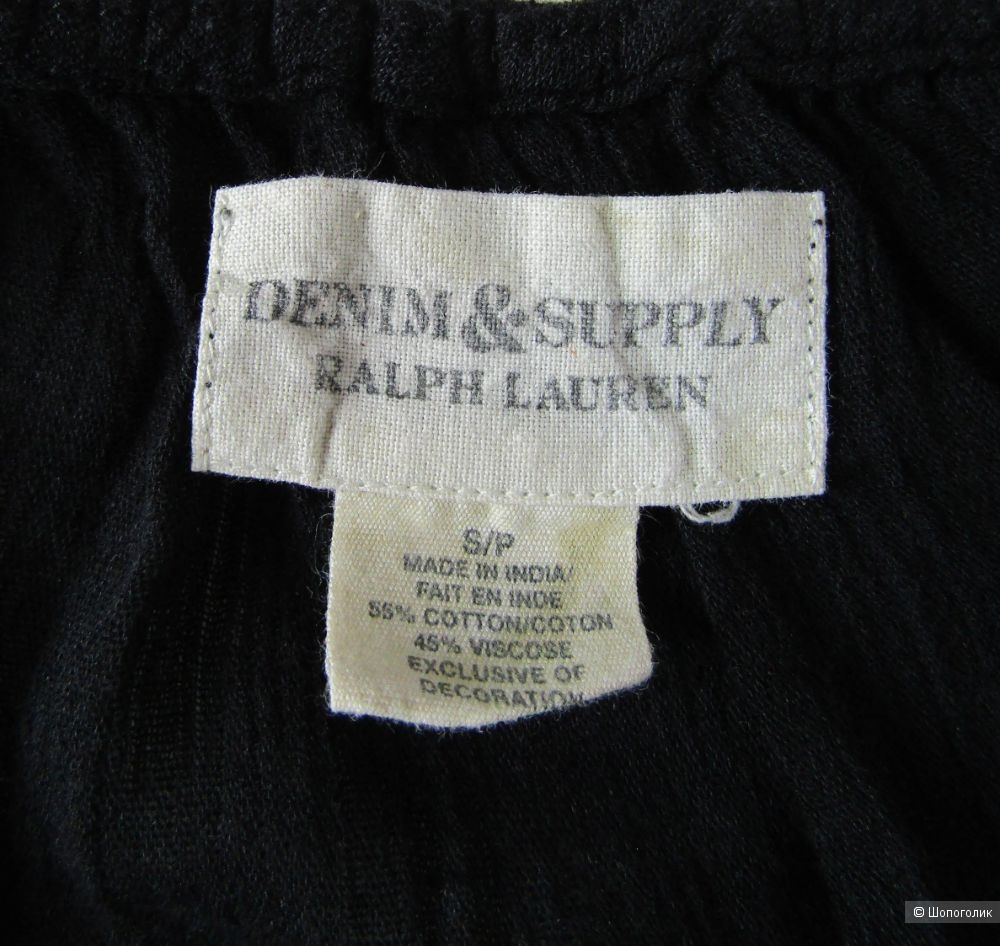 DENIM & SUPPLY
RALPH LAUREN
S/P
MADE IN INDIA/
FAIT EN INDE
55% COTTON/COTON
45% VISCOSE
EXCLUSIVE OF
DECORATION
© Шопоголик